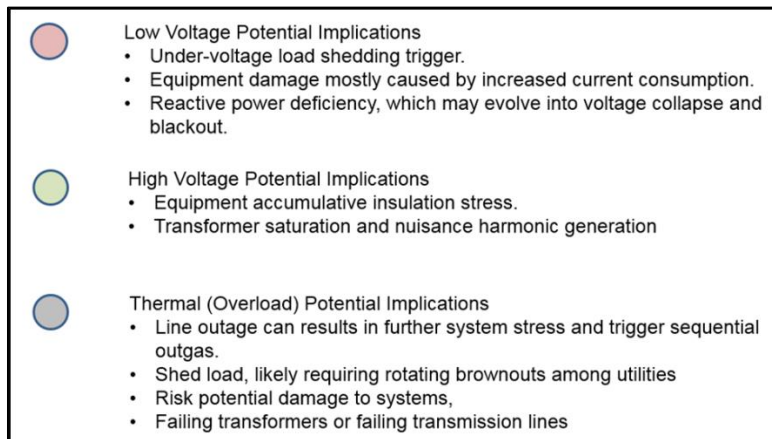 Low Voltage Potential Implications
• Under-voltage load shedding trigger.
• Equipment damage mostly caused by increased current consumption.
• Reactive power deficiency, which may evolve into voltage collapse and
blackout.
High Voltage Potential Implications
• Equipment accumulative insulation stress.
• Transformer saturation and nuisance harmonic generation
Thermal (Overload) Potential Implications
• Line outage can results in further system stress and trigger sequential
outgas.
• Shed load, likely requiring rotating brownouts among utilities
• Risk potential damage to systems,
• Failing transformers or failing transmission lines